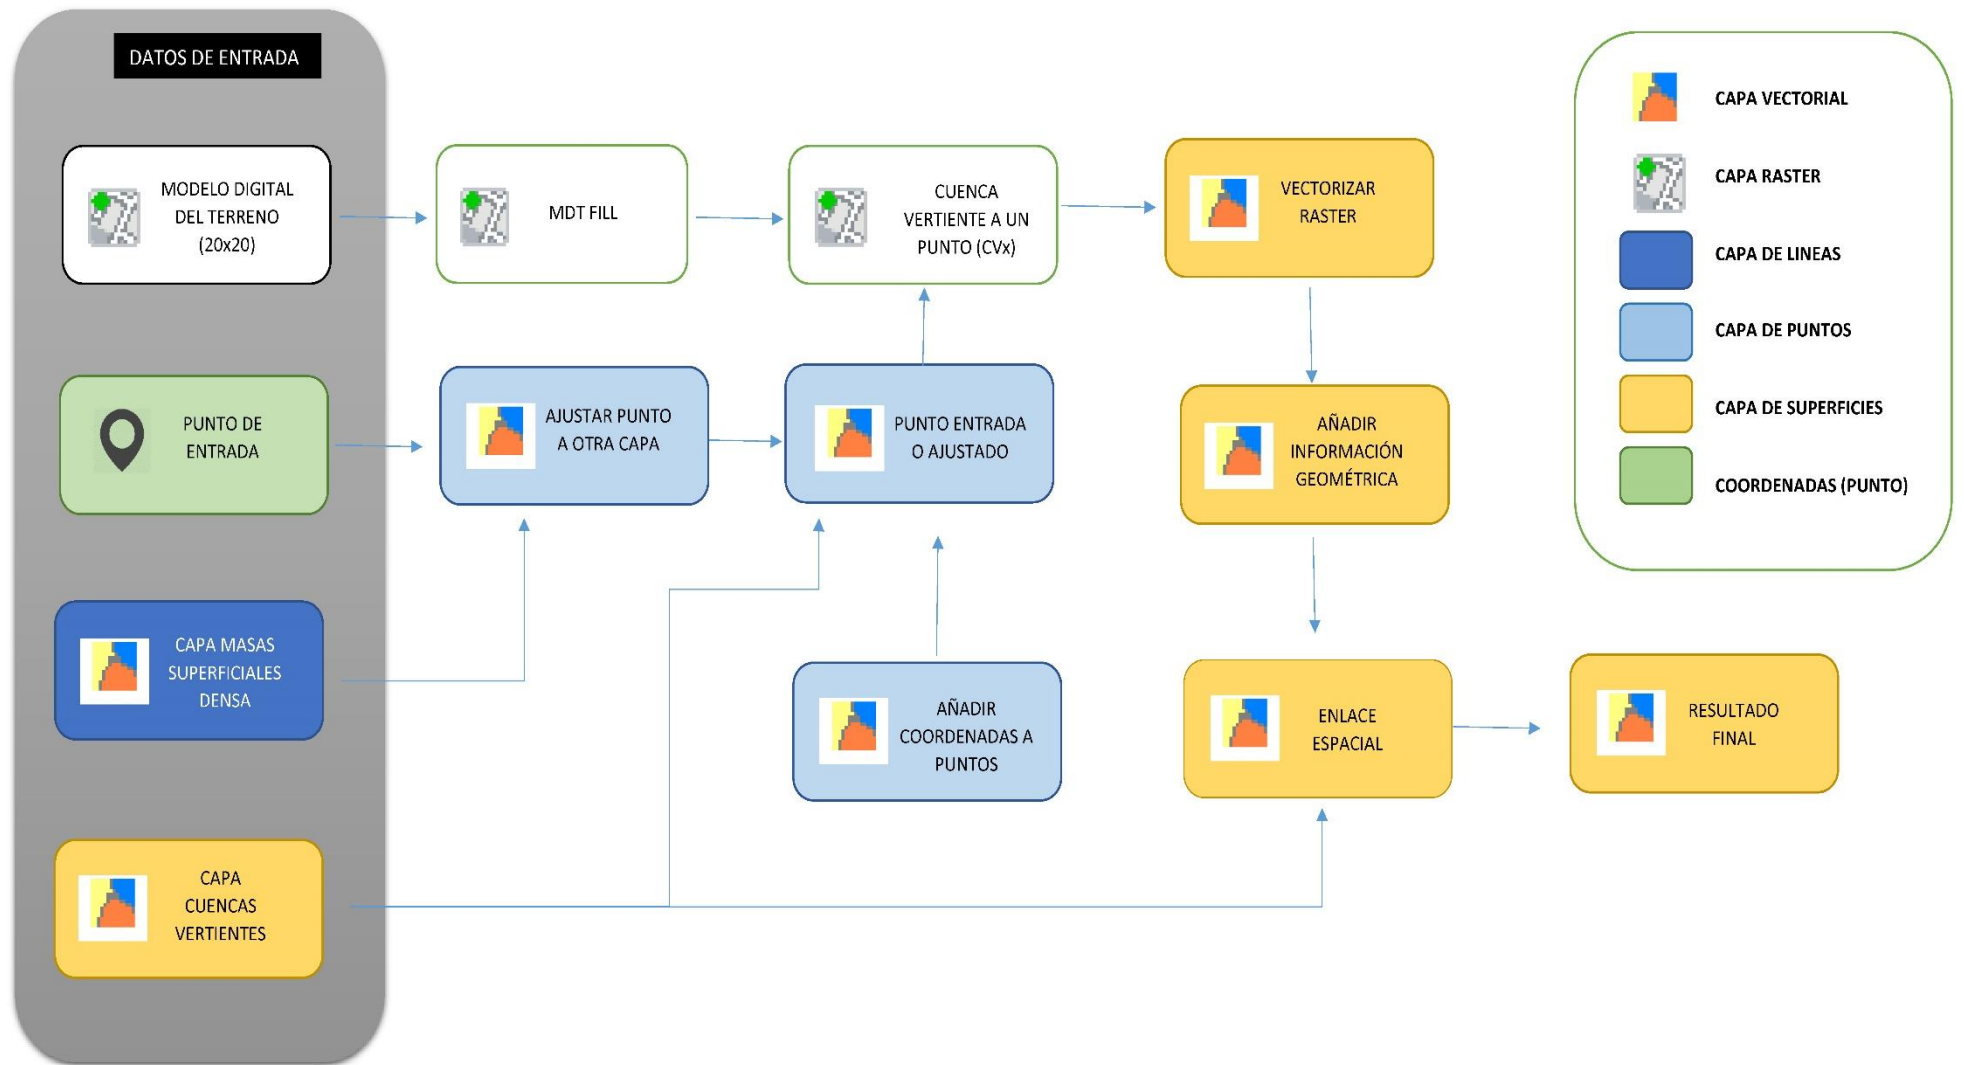 DATOS DE ENTRADA
MODELO DIGITAL
DEL TERRENO
(20x20)
MDT FILL
CUENCA
VERTIENTE A UN
PUNTO (CVx)
VECTORIZAR
RASTER
PUNTO DE
ENTRADA
AJUSTAR PUNTO
A OTRA CAPA
PUNTO ENTRADA
O AJUSTADO
AÑADIR
INFORMACIÓN
GEOMÉTRICA
CAPA MASAS
SUPERFICIALES
DENSA
AÑADIR
COORDENADAS A
PUNTOS
ENLACE
ESPACIAL
RESULTADO
FINAL
CAPA
CUENCAS
VERTIENTES
CAPA VECTORIAL
CAPA RASTER
CAPA DE LINEAS
CAPA DE PUNTOS
CAPA DE SUPERFICIES
COORDENADAS (PUNTO)